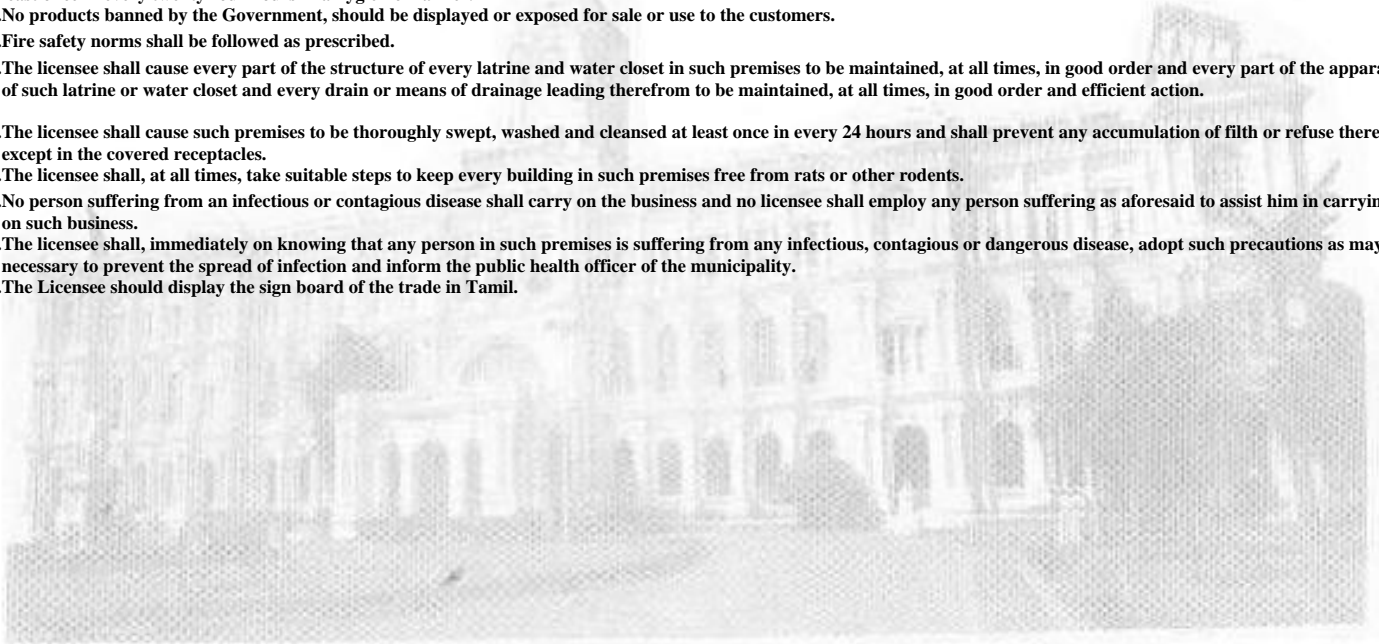 .No products banned by the Government, should be displayed or exposed for sale or use to the customers.
.Fire safety norms shall be followed as prescribed.
.The licensee shall cause every part of the structure of every latrine and water closet in such premises to be maintained, at all times, in good order and every part of the appara
of such latrine or water closet and every drain or means of drainage leading therefrom to be maintained, at all times, in good order and efficient action.
.The licensee shall cause such premises to be thoroughly swept, washed and cleansed at least once in every 24 hours and shall prevent any accumulation of filth or refuse there
except in the covered receptacles.
.The licensee shall, at all times, take suitable steps to keep every building in such premises free from rats or other rodents.
.No person suffering from an infectious or contagious disease shall carry on the business and no licensee shall employ any person suffering as aforesaid to assist him in carryin
on such business.
.The licensee shall, immediately on knowing that any person in such premises is suffering from any infectious, contagious or dangerous disease, adopt such precautions as may
necessary to prevent the spread of infection and inform the public health officer of the municipality.
.The Licensee should display the sign board of the trade in Tamil.